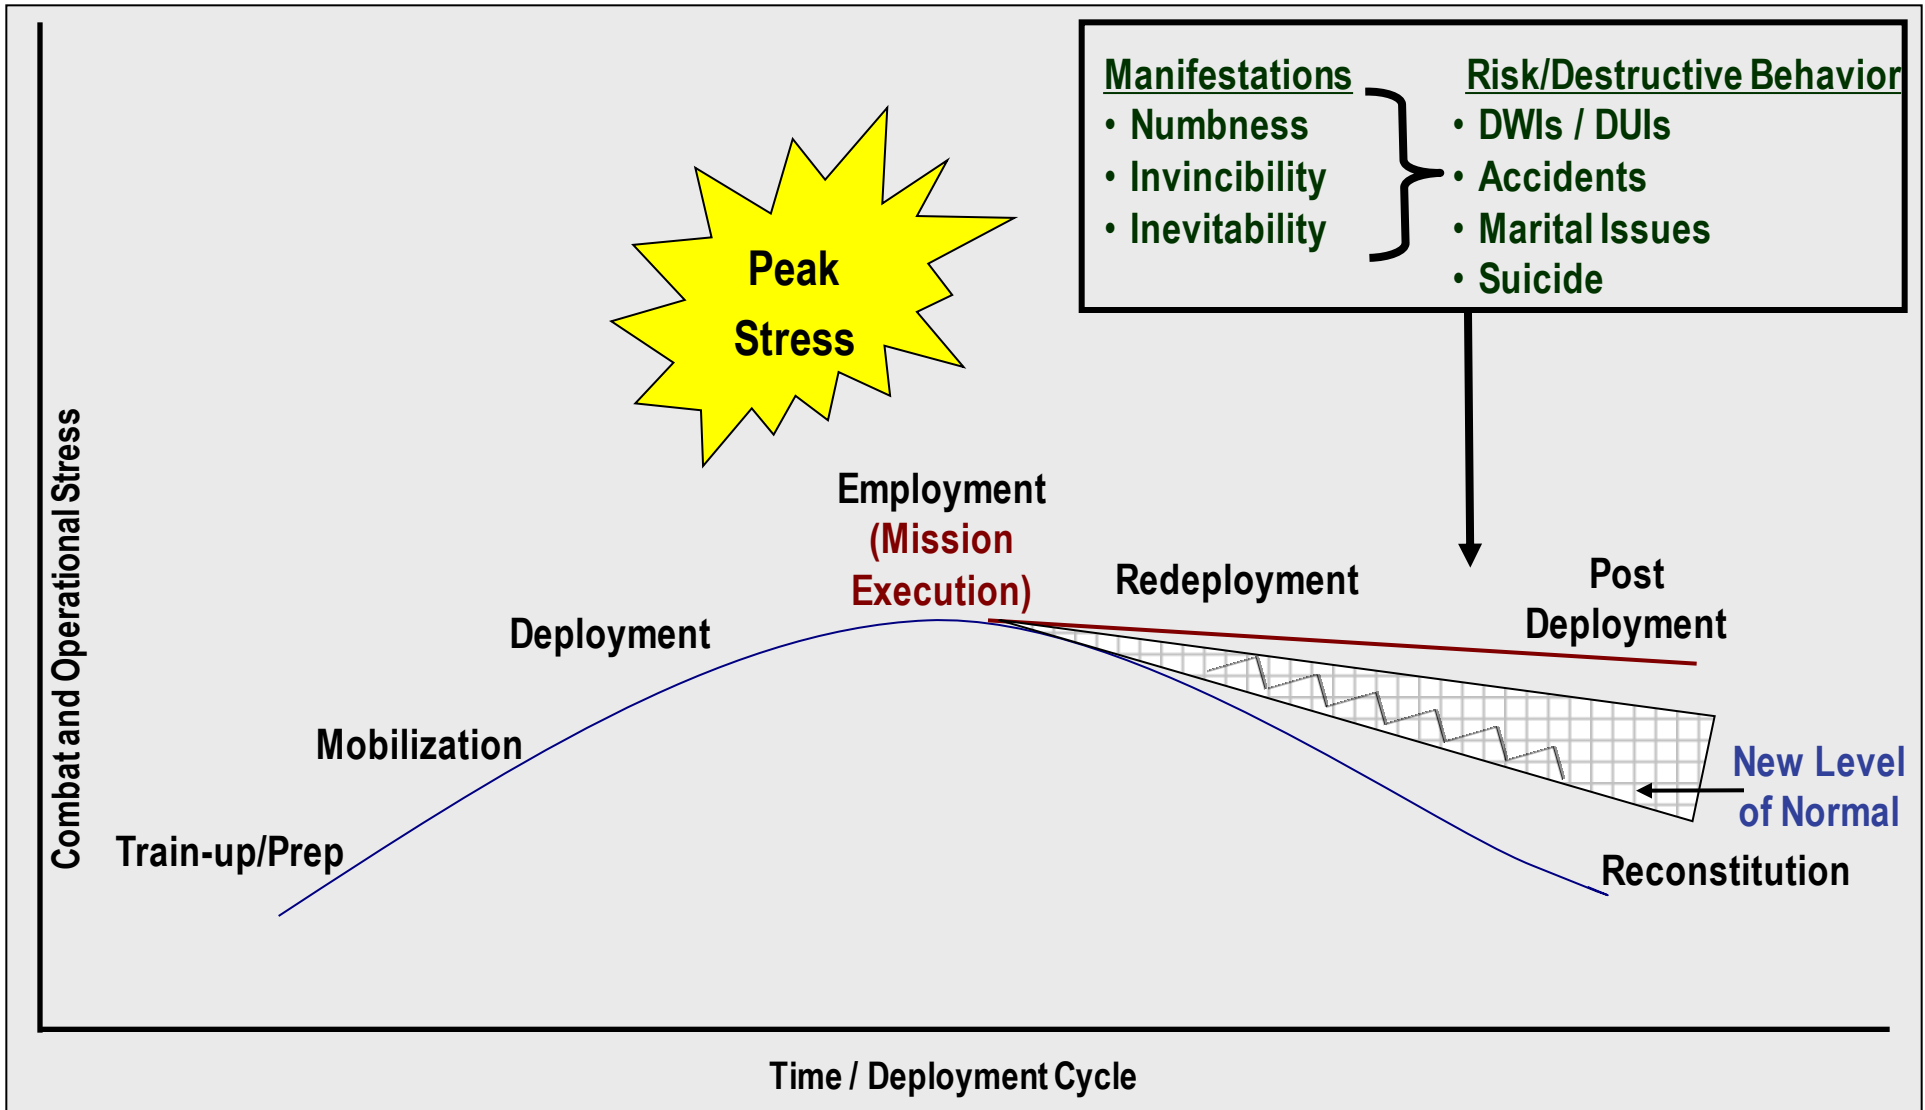 Manifestations
• Numbness
• Invincibility
• Inevitability
Risk/Destructive Behavior
• DWIs / DUIs
• Accidents
• Marital Issues
• Suicide
Peak
Stress
Combat and Operational Stress
Train-up/Prep
Mobilization
Deployment
Employment
(Mission
Execution)
Redeployment
Post
Deployment
New Level
of Normal
Reconstitution
Time / Deployment Cycle